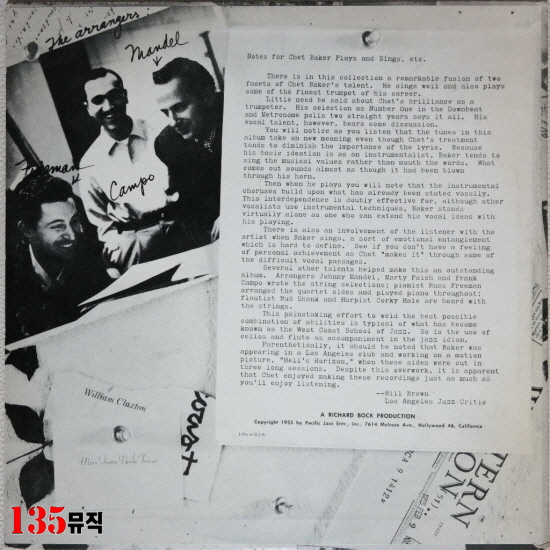 The arrangers
Mandel
Freeman
Campo
Notes for Chet Baker Plays and Sings, etc.
There is in this collection a remarkable fusion of two
facets of Chet Baker's talent. He sings well and also plays
some of the finest trumpet of his career.
Little need be said about Chet's brilliance as a
trumpeter. His selection as Number One in the Downbeat
and Metronome polls two straight years says it all. His
vocal talent, however, bears some discussion.
You will notice as you listen that the tunes in this
album take on new meaning even though Chet's treatment
tends to diminish the importance of the lyric. Because
his basic ideation is as an instrumentalist, Baker tends to
sing the musical values rather than mouth the words. What
comes out sounds almost as though it had been blown
through his horn.
Then when he plays you will note that the instrumental
choruses build upon what has already been stated vocally.
This interdependence is doubly effective for, although other
vocalists use instrumental techniques, Baker stands
virtually alone as one who can extend his vocal ideas with
his playing.
There is also an involvement of the listener with the
artist when Baker sings, a sort of emotional entanglement
which is hard to define. See if you don't have a feeling
of personal achievement as Chet "makes it" through some of
the difficult vocal passages.
Several other talents helped make this an outstanding
album. Arrangers Johnny Mandel, Marty Paich and Frank
Campo wrote the string selections; pianist Russ Freeman
arranged the quartet sides and played piano throughout;
flautist Bud Shank and Harpist Corky Hale are heard with
the strings.
This painstaking effort to weld the best possible
combination of abilities is typical of what has become
known as the West Coast School of Jazz. So is the use of
cellos and flute as accompaniment in the jazz idiom.
Parenthetically, it should be noted that Baker was
appearing in a Los Angeles club and working on a motion
picture, "Hell's Horizon," when these sides were cut in
three long sessions. Despite this overwork, it is apparent
that Chet enjoyed making these recordings just as much as
you'll enjoy listening.
--Bill Brown
Los Angeles Jazz Critic
A RICHARD BOCK PRODUCTION
Copyright 1955 by Pacific Jazz Entr., Inc., 7614 Melrose Ave., Hollywood 46, California
William Claxton
TERN
ON
CA 9 1412
135뮤직